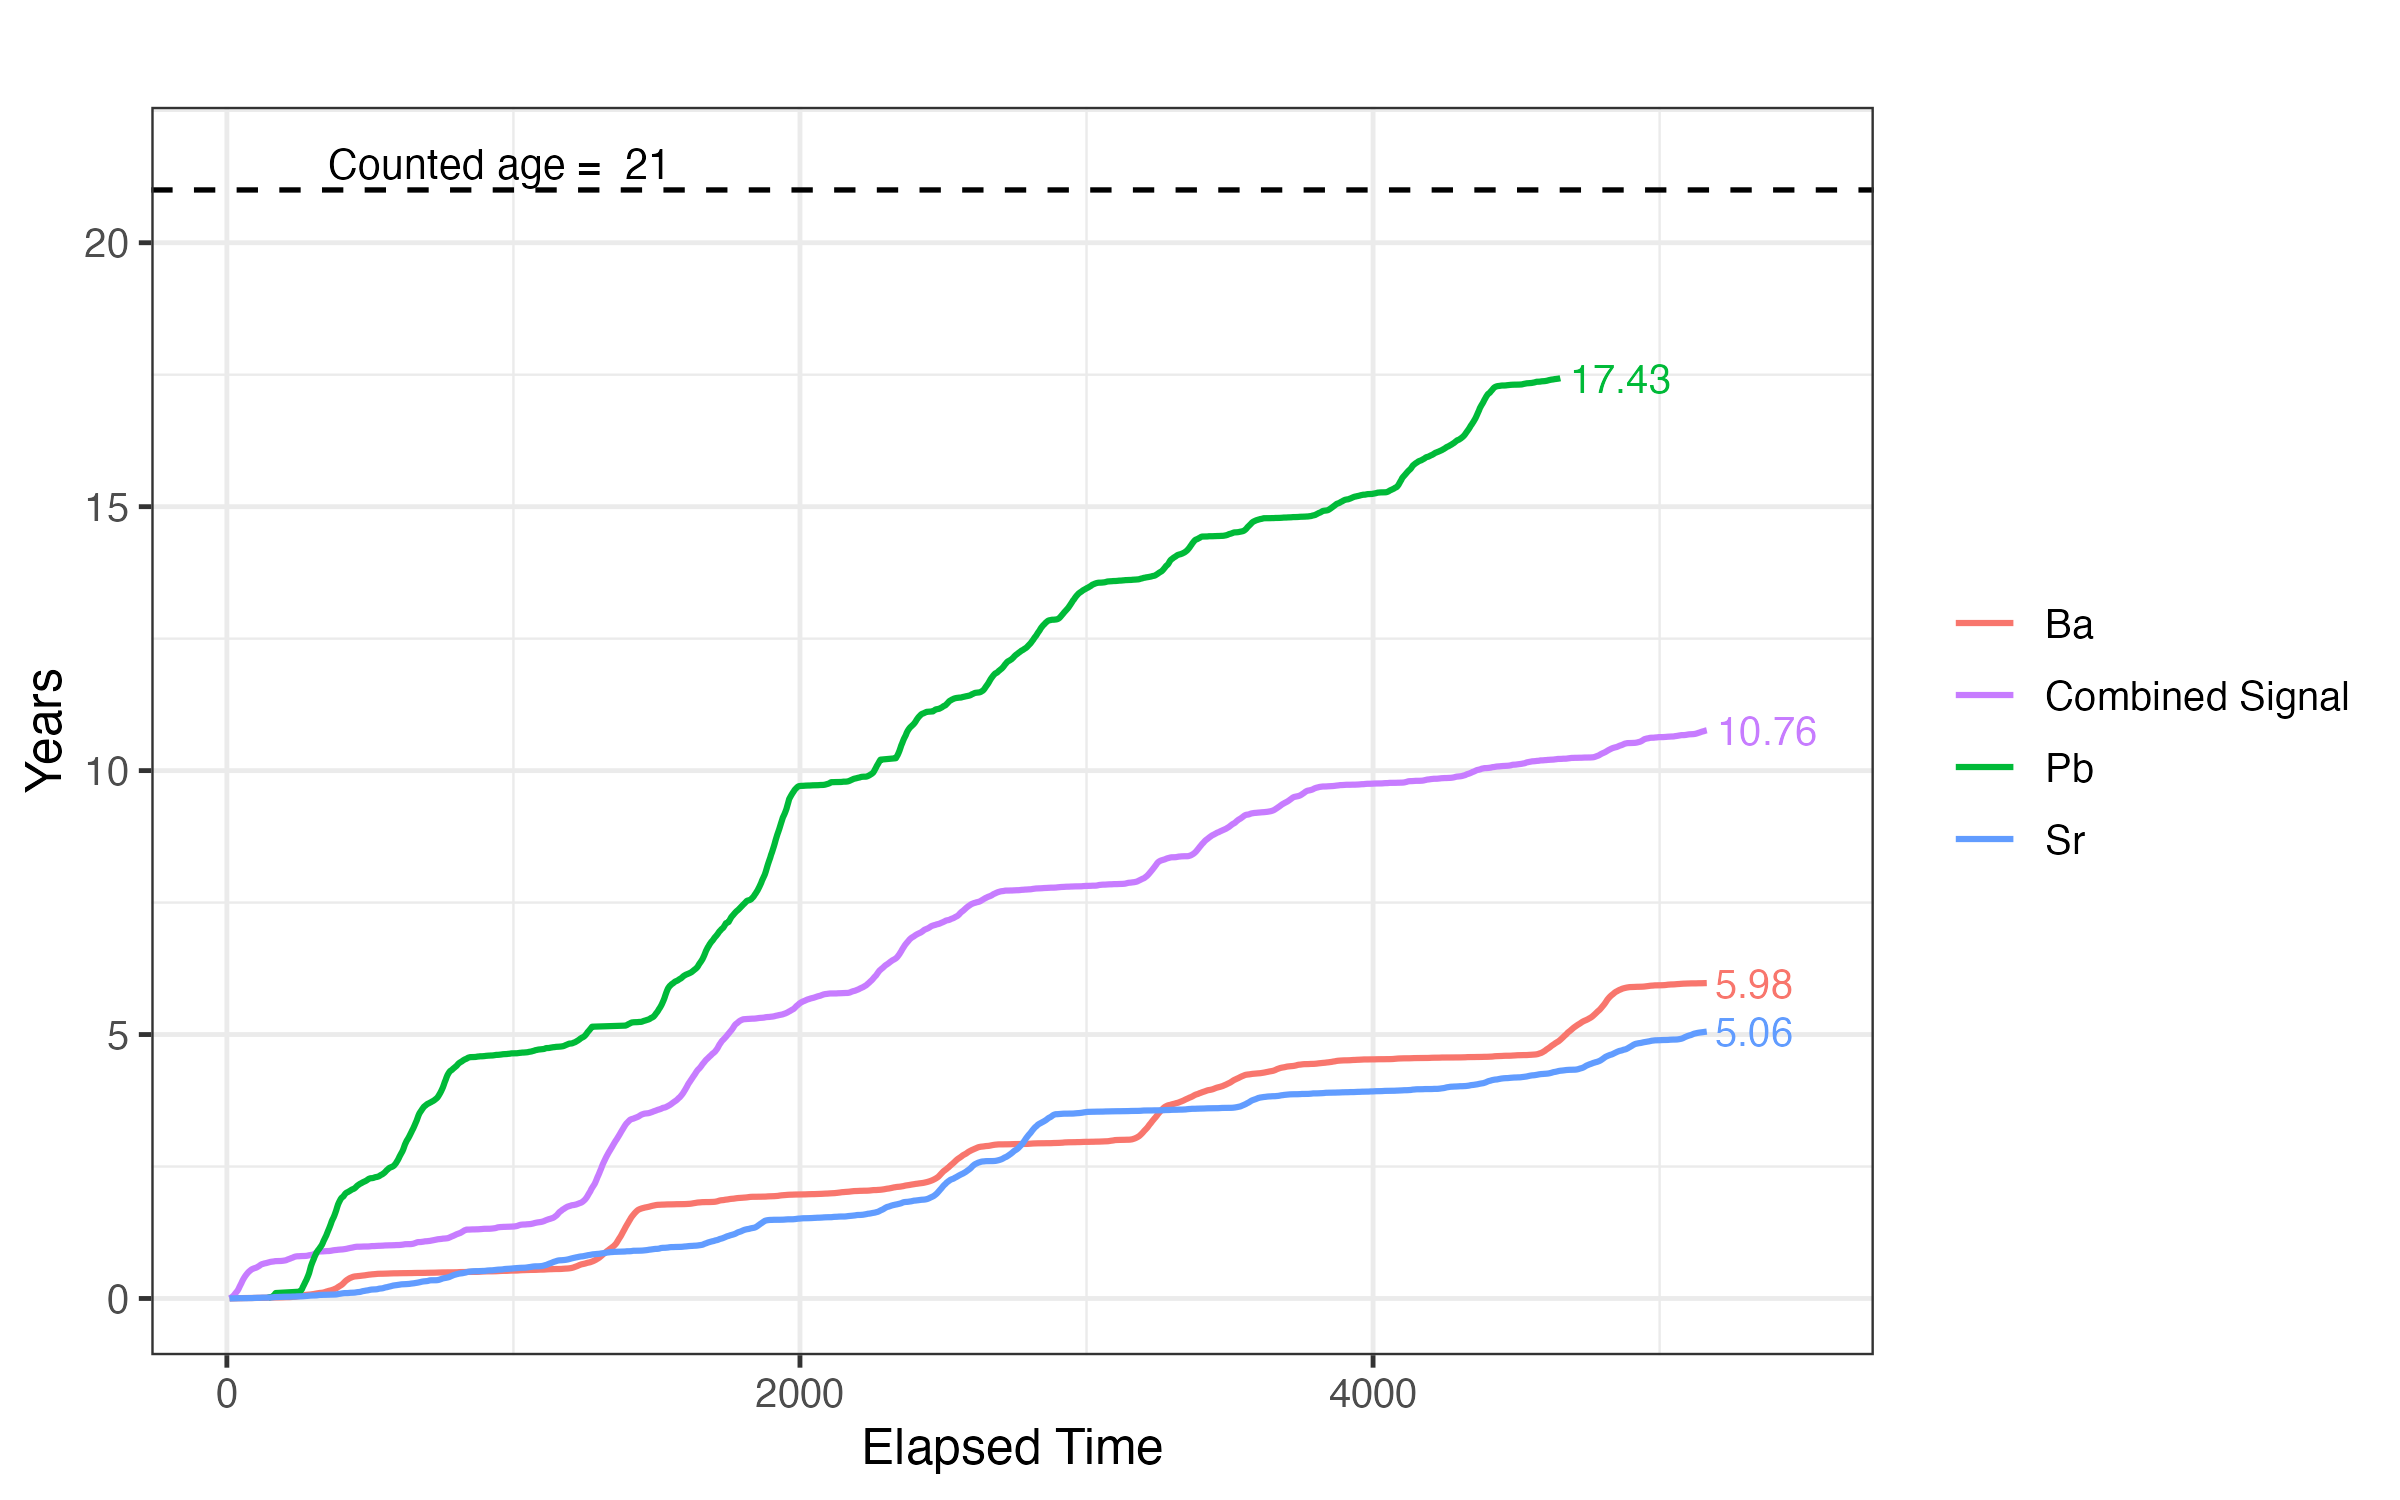 Counted age =  21
20
15
10
5
0
Years
17.43
10.76
5.98
5.06
0
2000
4000
Elapsed Time
Ba
Combined Signal
Pb
Sr